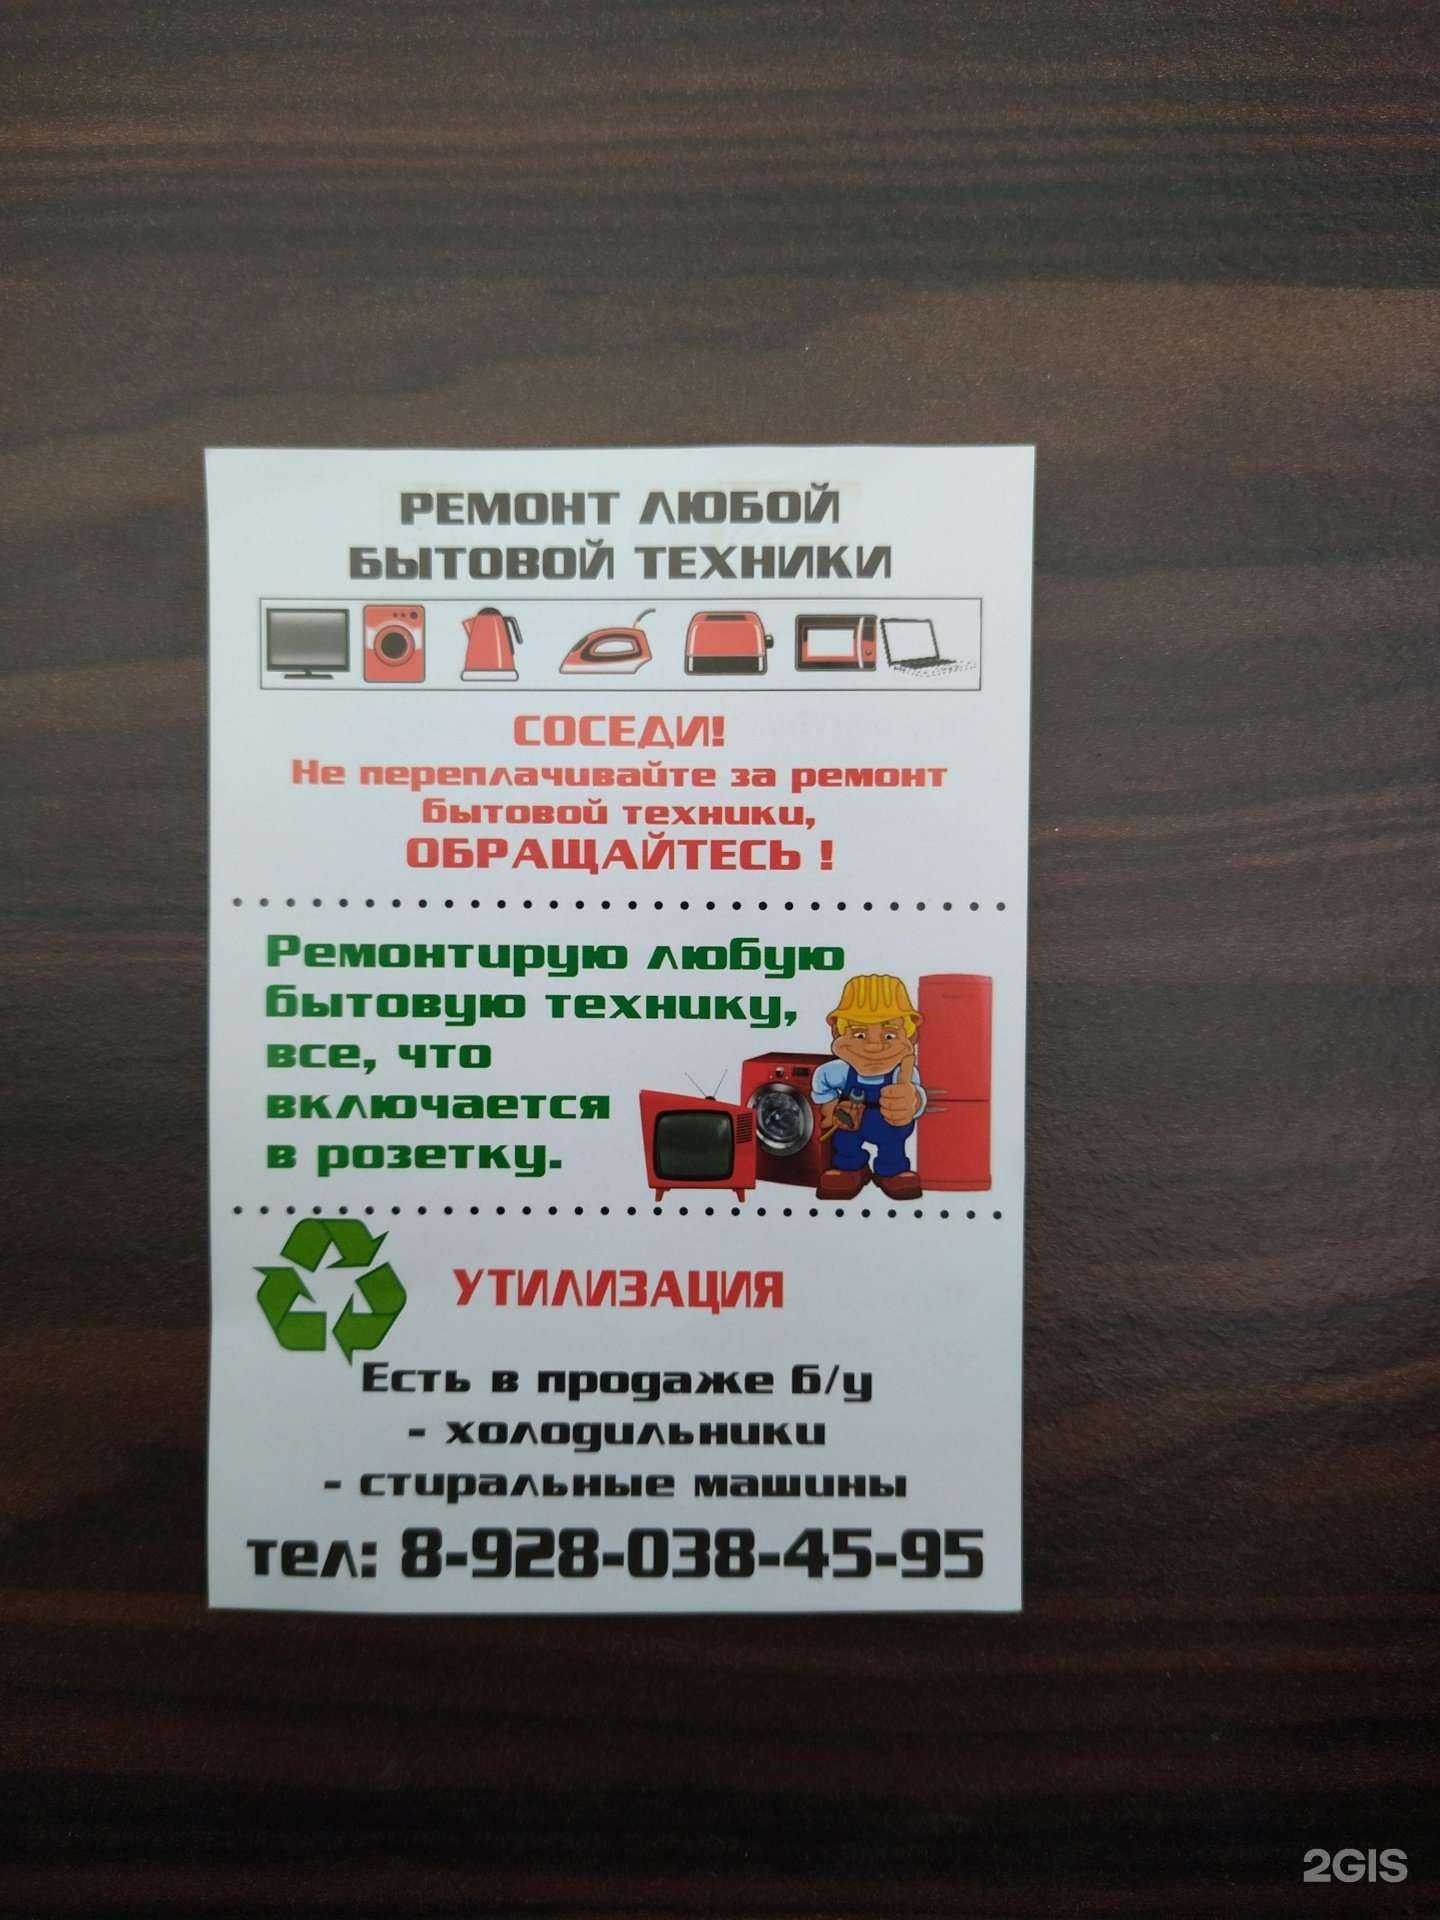 РЕМОНТ ЛЮБОЙ
БЫТОВОЙ ТЕХНИКИ
СОСЕДИ!
Не переплачивайте за ремонт
бытовой техники,
ОБРАЩАЙТЕСЬ !
Ремонтирую любую
бытовую технику,
все, что
включается
в розетку.
УТИЛИЗАЦИЯ
Есть в продаже б/у
- холодильники
- стиральные машины
тел: 8-928-038-45-95
2GIS